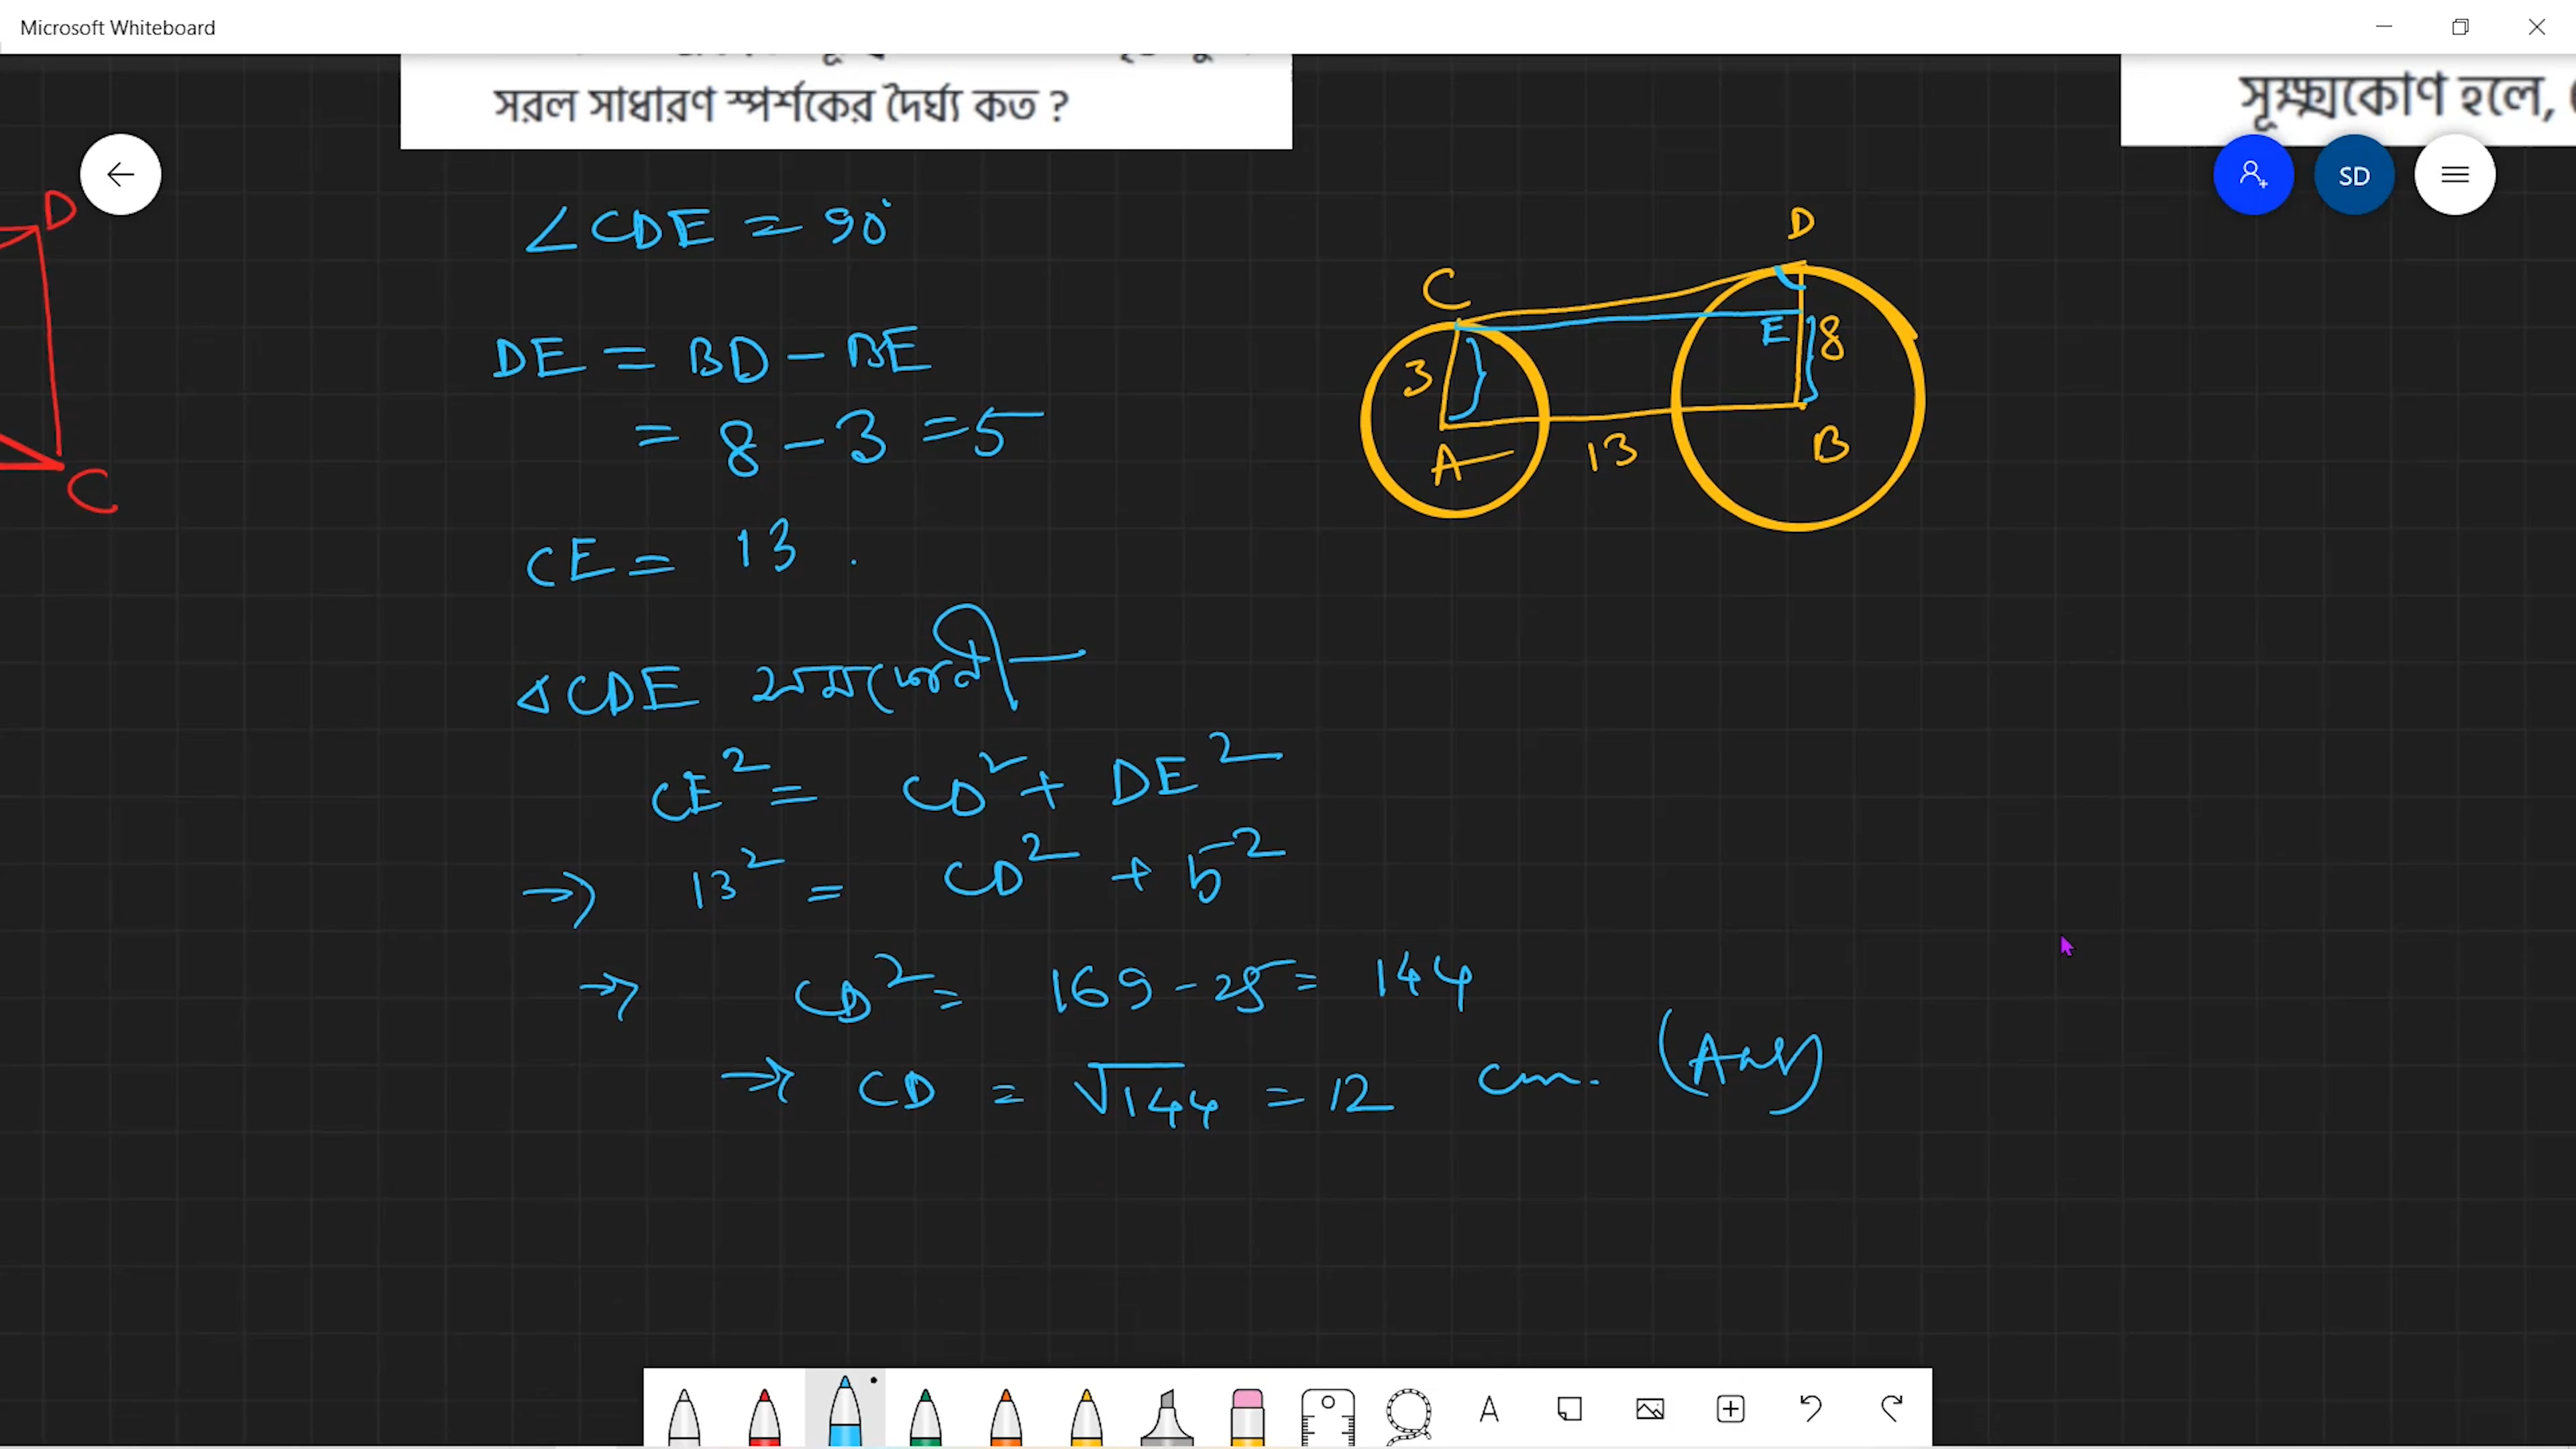 Microsoft Whiteboard
সরল সাধারণ স্পর্শকের দৈর্ঘ্য কত ?
সূক্ষ্মকোণ হলে,
SD
D
C
∠CDE = 90°
DE = BD - BE
= 8 - 3 = 5
CE = 13 .
△CDE
CE² = CD² + DE²
⇒ 13² = CD² + 5²
⇒ CD² = 169 - 25 = 144
⇒ CD = √144 = 12 cm. (Ans)
D
C
E
8
3
A
13
B
A